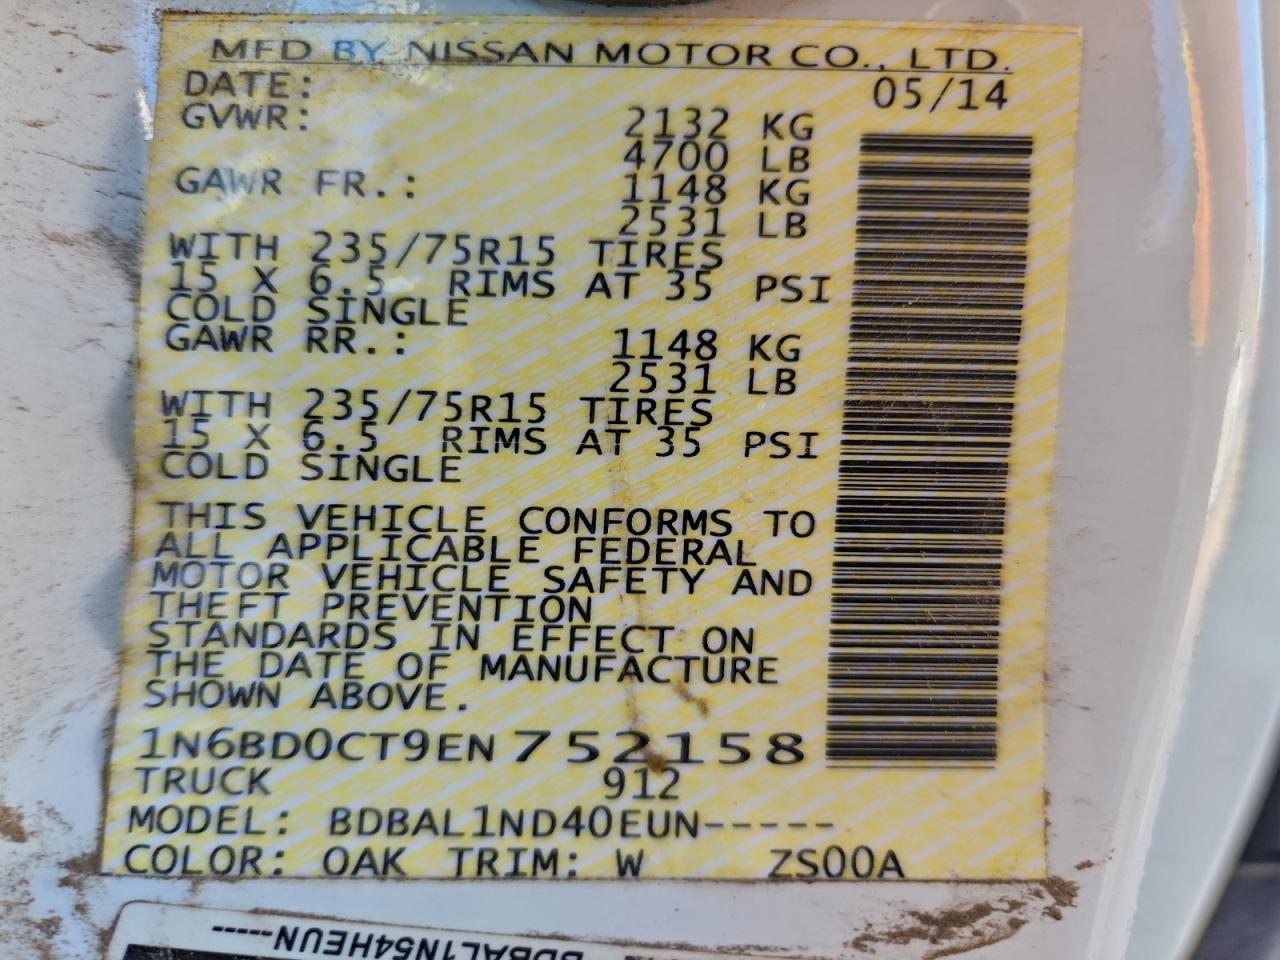 MFD BY NISSAN MOTOR CO., LTD.
DATE: 05/14
GVWR: 2132 KG
4700 LB
GAWR FR.: 1148 KG
2531 LB
WITH 235/75R15 TIRES
15 X 6.5 RIMS AT 35 PSI
COLD SINGLE
GAWR RR.: 1148 KG
2531 LB
WITH 235/75R15 TIRES
15 X 6.5 RIMS AT 35 PSI
COLD SINGLE
THIS VEHICLE CONFORMS TO
ALL APPLICABLE FEDERAL
MOTOR VEHICLE SAFETY AND
THEFT PREVENTION
STANDARDS IN EFFECT ON
THE DATE OF MANUFACTURE
SHOWN ABOVE.
1N6BD0CT9EN752158
TRUCK 912
MODEL: BDBAL1ND40EUN-----
COLOR: OAK TRIM: W ZS00A
BDBAL1N54HEUN-----